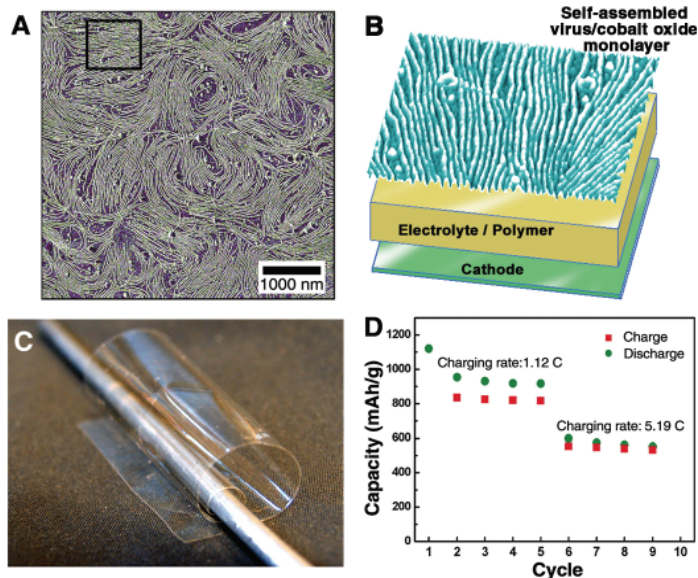 A
1000 nm
B
Self-assembled
virus/cobalt oxide
monolayer
Electrolyte / Polymer
Cathode
C
D
Capacity (mAh/g)
1200
1000
800
600
400
200
0
Charge
Discharge
Charging rate:1.12 C
Charging rate: 5.19 C
1 2 3 4 5 6 7 8 9 10
Cycle